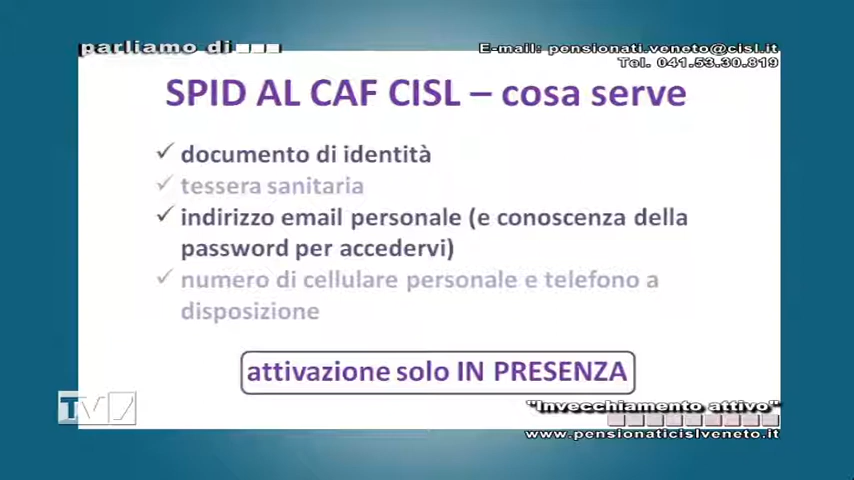 parliamo di
E-mail: pensionati.veneto@cisl.it
Tel. 041.53.30.819
SPID AL CAF CISL – cosa serve
✓ documento di identità
✓ tessera sanitaria
✓ indirizzo email personale (e conoscenza della
password per accedervi)
✓ numero di cellulare personale e telefono a
disposizione
attivazione solo IN PRESENZA
TV7
"Invecchiamento attivo"
www.pensionaticislveneto.it